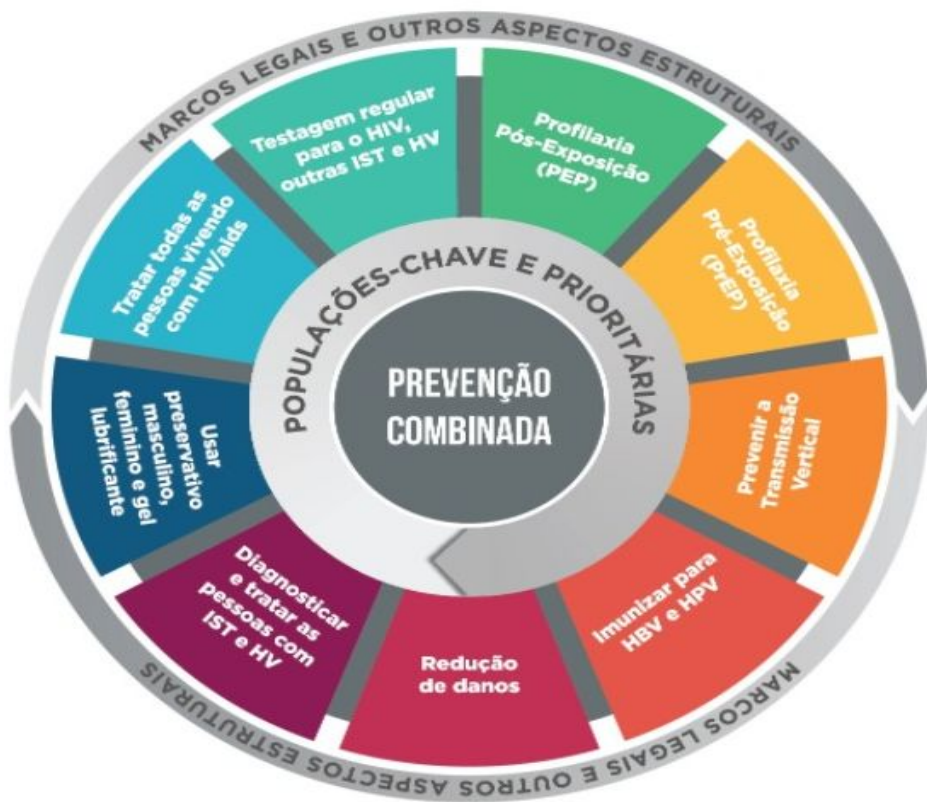 MARCOS LEGAIS E OUTROS ASPECTOS ESTRUTURAIS
Testagem regular
para o HIV,
outras IST e HV
Profilaxia
Pós-Exposição
(PEP)
Profilaxia
Pré-Exposição
(PrEP)
Prevenir a
Transmissão
Vertical
Imunizar para
HBV e HPV
Redução
de danos
Diagnosticar
e tratar as
pessoas com
IST e HV
Usar
preservativo
masculino,
feminino e gel
lubrificante
Tratar todas as
pessoas vivendo
com HIV/aids
POPULAÇÕES-CHAVE E PRIORITÁRIAS
PREVENÇÃO
COMBINADA
MARCOS LEGAIS E OUTROS ASPECTOS ESTRUTURAIS